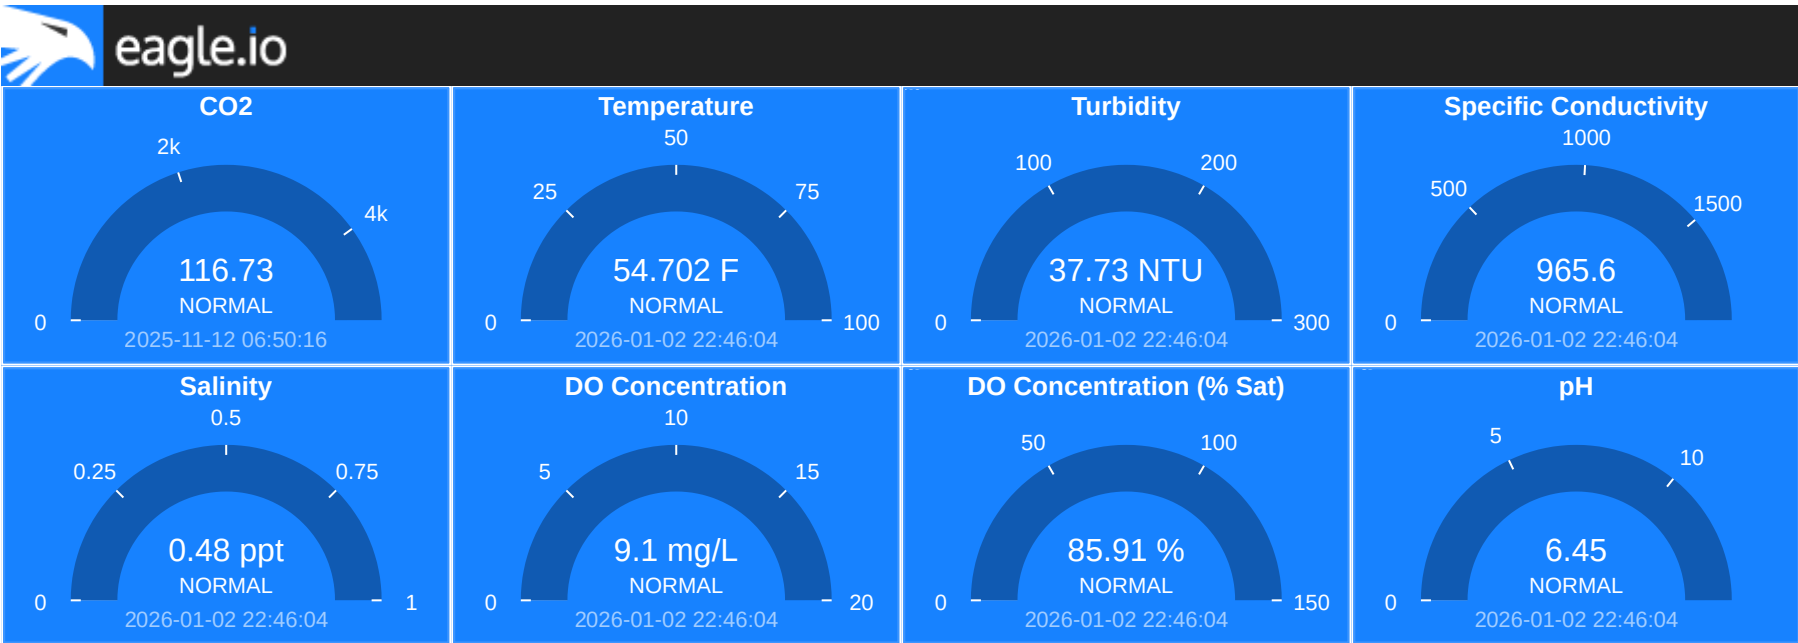 eagle.io
CO2
2k
4k
0
116.73
NORMAL
2025-11-12 06:50:16
Temperature
50
25
75
0
100
54.702 F
NORMAL
2026-01-02 22:46:04
Turbidity
100
200
0
300
37.73 NTU
NORMAL
2026-01-02 22:46:04
Specific Conductivity
1000
500
1500
0
965.6
NORMAL
2026-01-02 22:46:04
Salinity
0.5
0.25
0.75
0
1
0.48 ppt
NORMAL
2026-01-02 22:46:04
DO Concentration
10
5
15
0
20
9.1 mg/L
NORMAL
2026-01-02 22:46:04
DO Concentration (% Sat)
50
100
0
150
85.91 %
NORMAL
2026-01-02 22:46:04
pH
5
10
0
6.45
NORMAL
2026-01-02 22:46:04